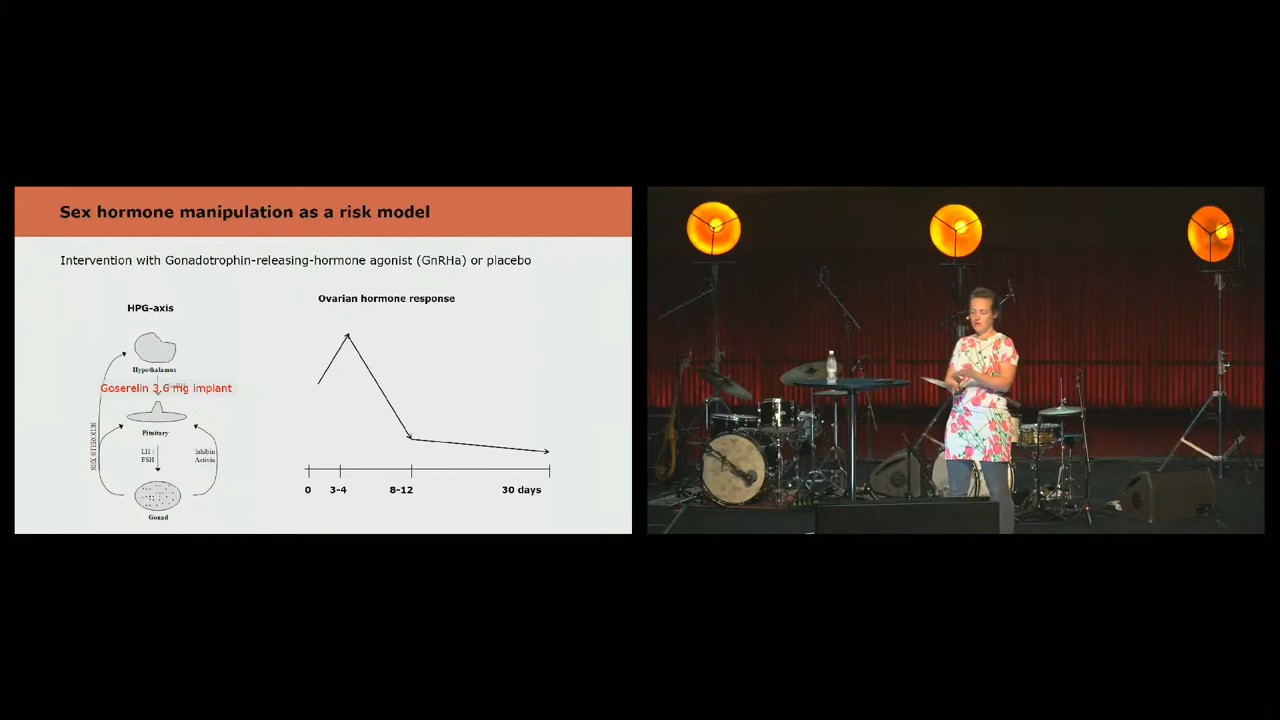 Sex hormone manipulation as a risk model
Intervention with Gonadotrophin-releasing-hormone agonist (GnRHa) or placebo
HPG-axis
Ovarian hormone response
Hypothalamus
Goserelin 3.6 mg implant
Pituitary
SEX STEROIDS
LH /
FSH
Inhibin
Activin
Gonad
0
3-4
8-12
30 days